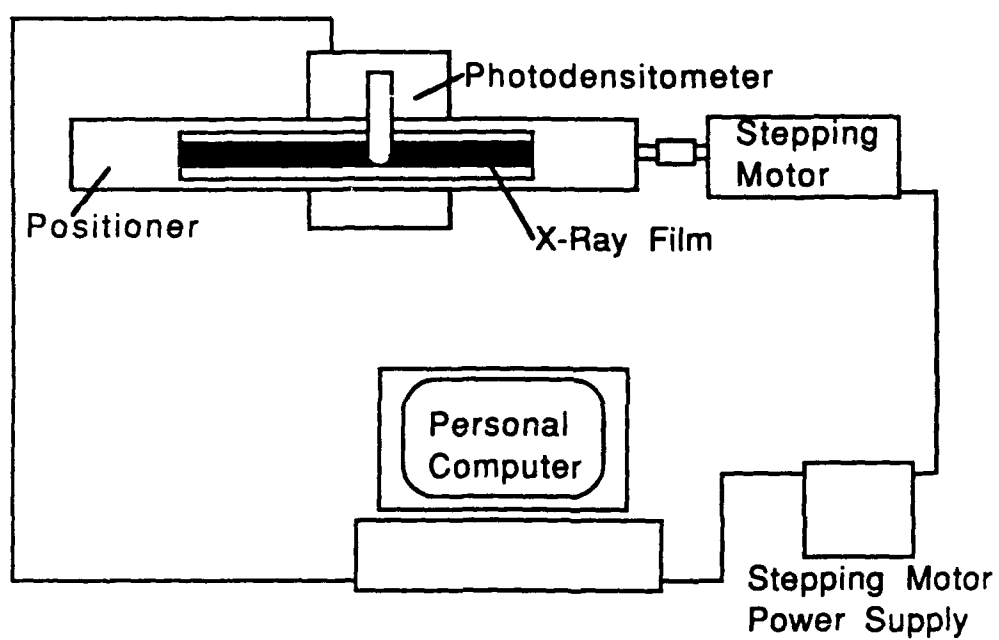 Photodensitometer
Stepping
Motor
Positioner
X-Ray Film
Personal
Computer
Stepping Motor
Power Supply